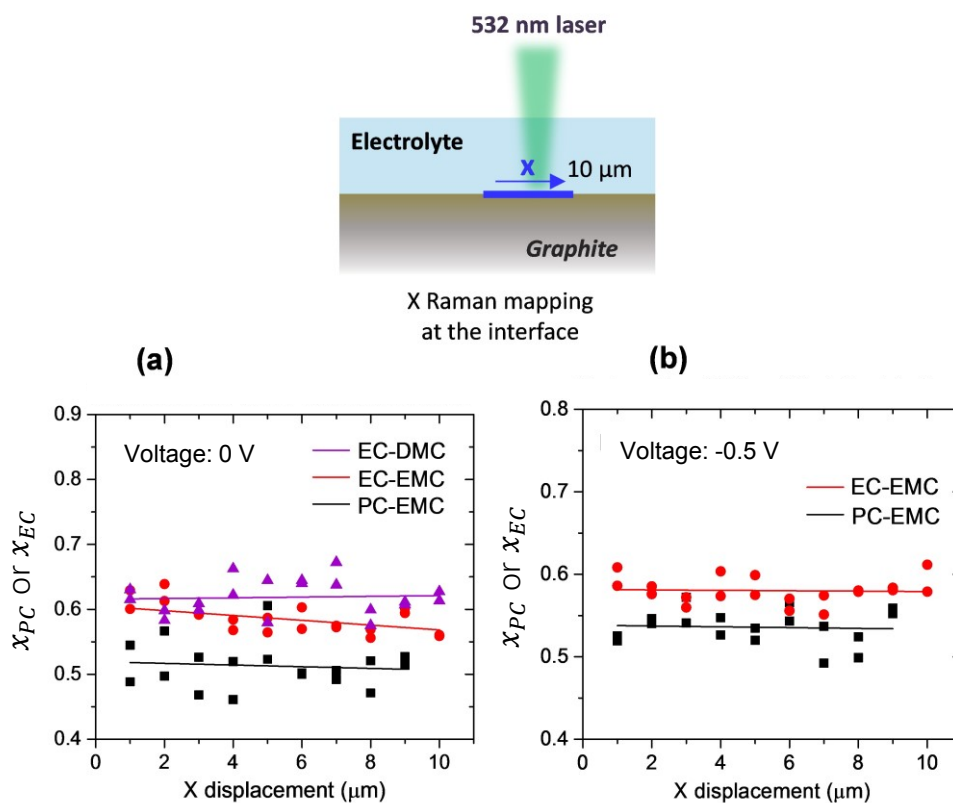 532 nm laser
Electrolyte
X
10 μm
Graphite
X Raman mapping
at the interface
(a)
0.9
0.8
0.7
0.6
0.5
0.4
0 2 4 6 8 10
x_PC or x_EC
X displacement (μm)
Voltage: 0 V
EC-DMC
EC-EMC
PC-EMC
(b)
0.8
0.7
0.6
0.5
0.4
0 2 4 6 8 10
x_PC or x_EC
X displacement (μm)
Voltage: -0.5 V
EC-EMC
PC-EMC